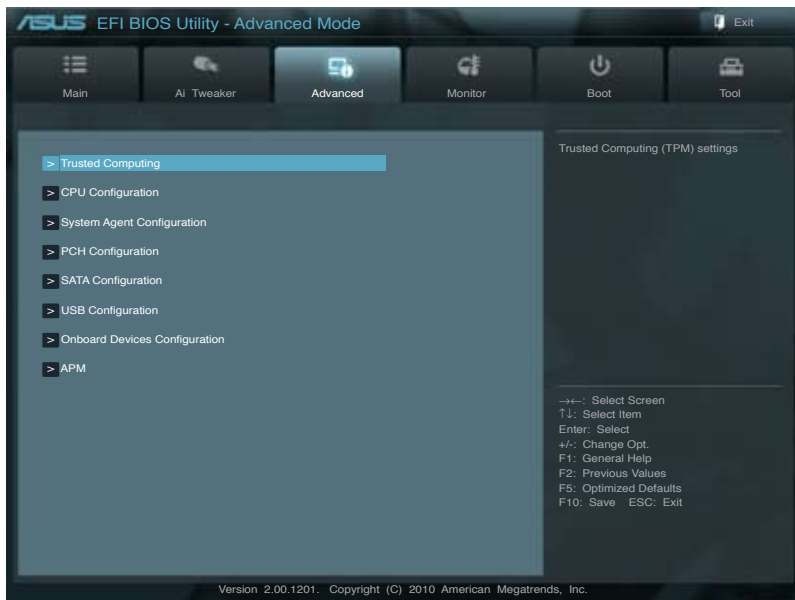 ASUS EFI BIOS Utility - Advanced Mode
Exit
Main
Ai Tweaker
Advanced
Monitor
Boot
Tool
> Trusted Computing
> CPU Configuration
> System Agent Configuration
> PCH Configuration
> SATA Configuration
> USB Configuration
> Onboard Devices Configuration
> APM
Trusted Computing (TPM) settings
→←: Select Screen
↑↓: Select Item
Enter: Select
+/-: Change Opt.
F1: General Help
F2: Previous Values
F5: Optimized Defaults
F10: Save ESC: Exit
Version 2.00.1201. Copyright (C) 2010 American Megatrends, Inc.